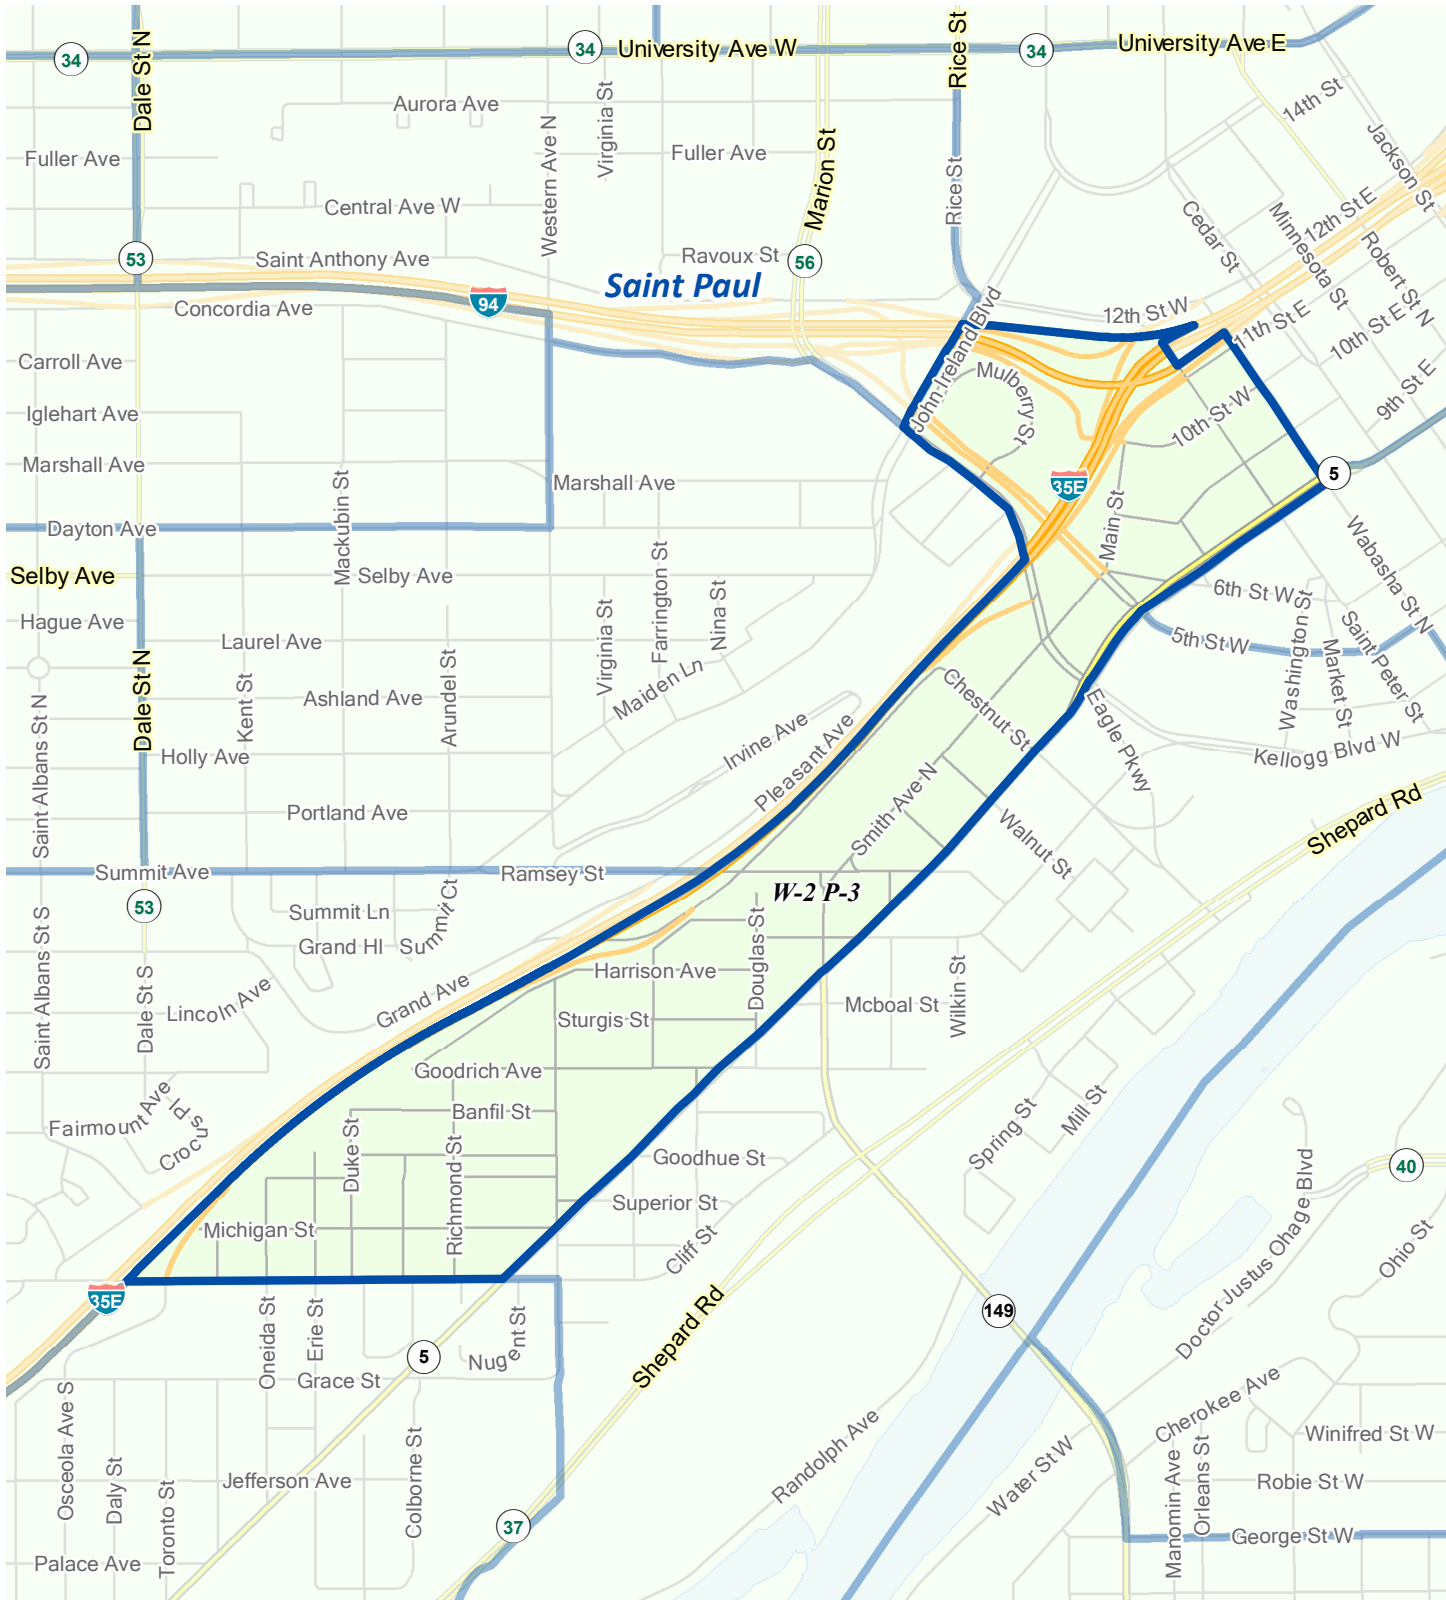 34
Dale St N
34
University Ave W
Rice St
34
University Ave E
Aurora Ave
Virginia St
14th St
Fuller Ave
Western Ave N
Fuller Ave
Marion St
Rice St
Jackson St
Central Ave W
Cedar St
Minnesota St
12th St E
53
Saint Anthony Ave
Ravoux St
56
Robert St N
Saint Paul
94
Concordia Ave
John Ireland Blvd
12th St W
11th St E
10th St E
Carroll Ave
Mulberry St
9th St E
Iglehart Ave
10th St W
Marshall Ave
Mackubin St
Marshall Ave
35E
5
Dayton Ave
Main St
Wabasha St N
Selby Ave
Selby Ave
Farrington St
Nina St
6th St W
Hague Ave
Laurel Ave
Virginia St
5th St W
Washington St
Market St
Saint Peter St
Dale St N
Kent St
Ashland Ave
Arundel St
Maiden Ln
Chestnut St
Eagle Pkwy
Saint Albans St N
Holly Ave
Irvine Ave
Pleasant Ave
Kellogg Blvd W
Portland Ave
Smith Ave N
Walnut St
Shepard Rd
Summit Ave
Ramsey St
W-2 P-3
53
Summit Ln
Summit Ct
Grand Hl
Douglas St
Saint Albans St S
Dale St S
Lincoln Ave
Grand Ave
Harrison Ave
Mcboal St
Wilkin St
Sturgis St
Goodrich Ave
Fairmount Ave
Crocus Pl
Banfil St
Duke St
Richmond St
Goodhue St
Spring St
Mill St
Superior St
Michigan St
Cliff St
Doctor Justus Ohage Blvd
40
Ohio St
35E
Oneida St
Erie St
5
Nugent St
Shepard Rd
149
Grace St
Osceola Ave S
Daly St
Toronto St
Jefferson Ave
Colborne St
37
Randolph Ave
Water St W
Cherokee Ave
Winifred St W
Manomin Ave
Orleans St
Robie St W
George St W
Palace Ave